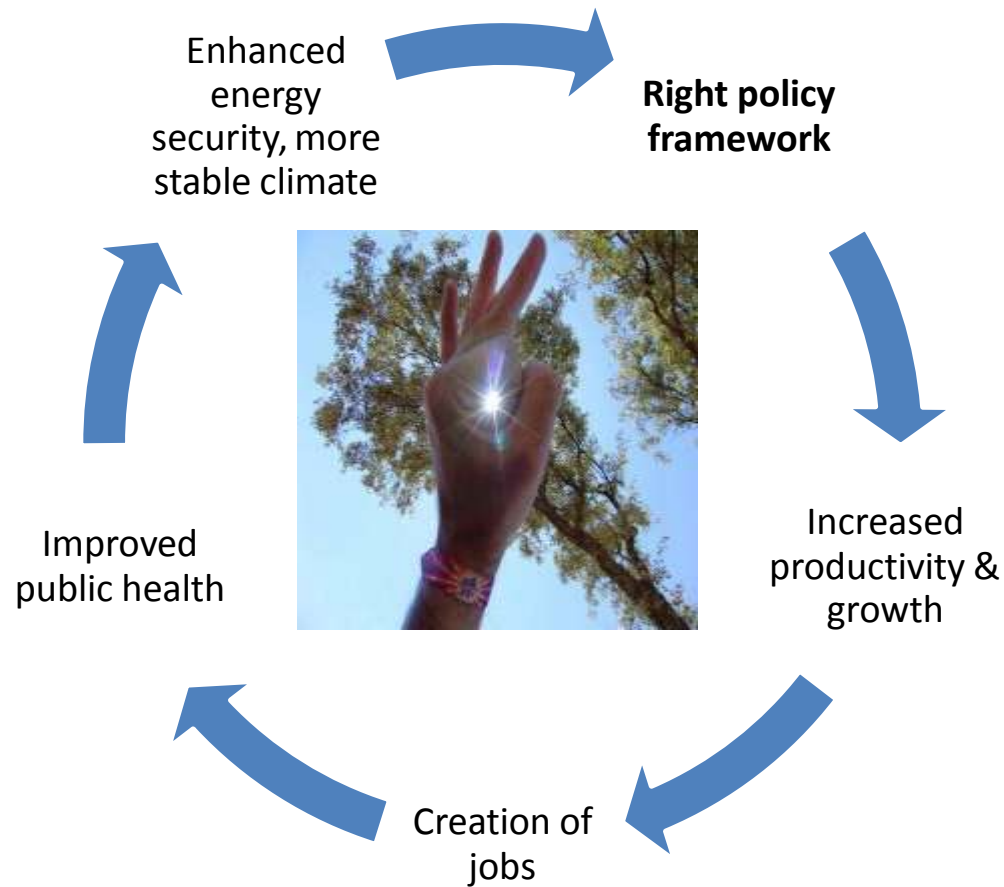 Enhanced
energy
security, more
stable climate
Right policy
framework
Increased
productivity &
growth
Creation of
jobs
Improved
public health